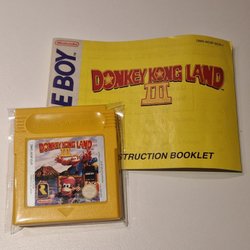 Nintendo
GAME BOY
DONKEY KONG LAND
III
INSTRUCTION BOOKLET
DONKEY KONG LAND
III